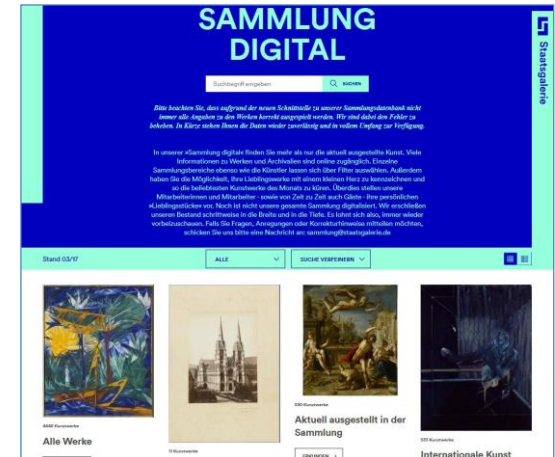 SAMMLUNG
DIGITAL
Suchbegriff eingeben
SUCHEN
Staatsgalerie
Bitte beachten Sie, dass aufgrund der neuen Schnittstelle zu unserer Sammlungsdatenbank nicht
immer alle Angaben zu den Werken korrekt ausgespielt werden. Wir sind dabei den Fehler zu
beheben. In Kürze stehen Ihnen die Daten wieder zuverlässig und in vollem Umfang zur Verfügung.
In unserer »Sammlung digital« finden Sie mehr als nur die aktuell ausgestellte Kunst. Viele
Informationen zu Werken und Archivalien sind online zugänglich. Einzelne
Sammlungsbereiche ebenso wie die Künstler lassen sich über Filter auswählen. Außerdem
haben Sie die Möglichkeit, Ihre Lieblingswerke mit einem kleinen Herz zu kennzeichnen und
so die beliebtesten Kunstwerke des Monats zu küren. Überdies stellen unsere
Mitarbeiterinnen und Mitarbeiter - sowie von Zeit zu Zeit auch Gäste - ihre persönlichen
»Lieblingsstücke« vor. Noch ist nicht unsere gesamte Sammlung digitalisiert. Wir erschließen
unseren Bestand schrittweise in die Breite und in die Tiefe. Es lohnt sich also, immer wieder
vorbeizuschauen. Falls Sie Fragen, Anregungen oder Korrekturhinweise mitteilen möchten,
schicken Sie uns bitte eine Nachricht an: sammlung@staatsgalerie.de
Stand 03/17
ALLE
SUCHE VERFEINERN
Kunstwerke
Alle Werke
Kunstwerke
Kunstwerke
Aktuell ausgestellt in der
Sammlung
ERKUNDEN
Kunstwerke
Internationale Kunst